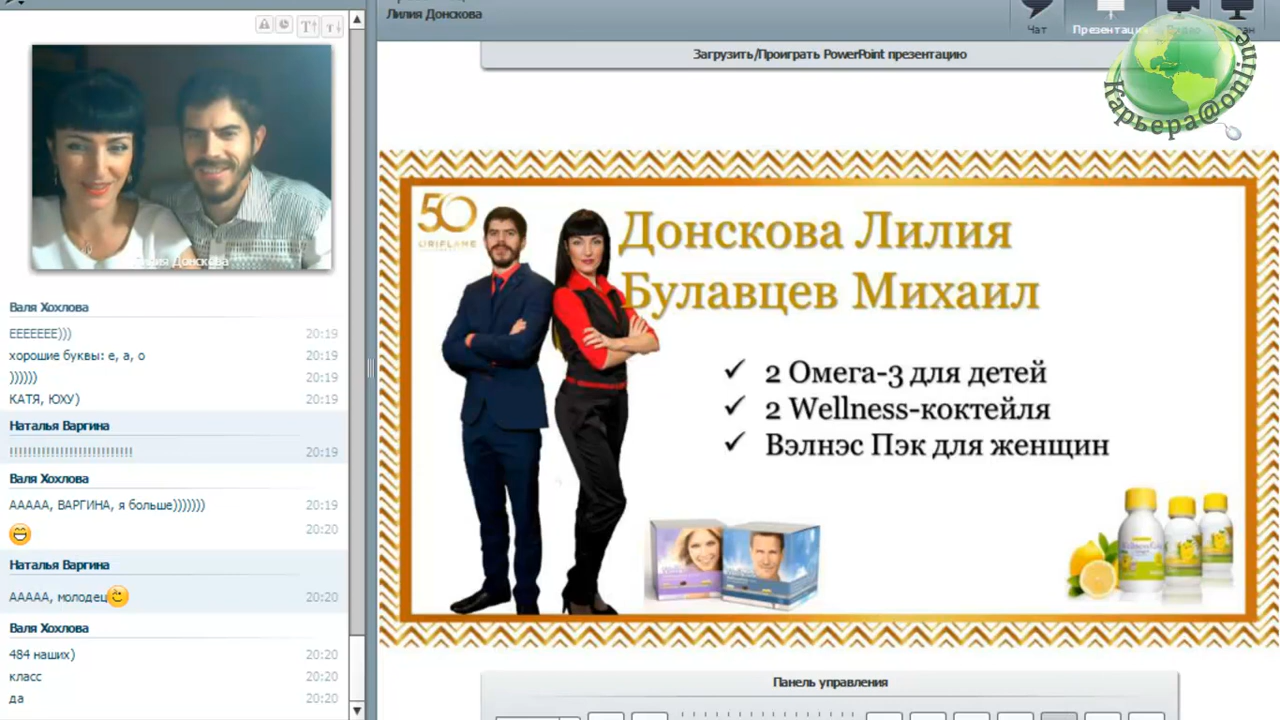 Лилия Донскова
Чат
Презентация
Загрузить/Проиграть PowerPoint презентацию
Карьера@online
Лилия Донскова
Валя Хохлова
ЕЕЕЕЕЕЕ))) 20:19
хорошие буквы: е, а, о 20:19
)))))) 20:19
КАТЯ, ЮХУ) 20:19
Наталья Варгина
!!!!!!!!!!!!!!!!!!!!!!!!!!! 20:19
Валя Хохлова
ААААА, ВАРГИНА, я больше))))))) 20:19
20:20
Наталья Варгина
ААААА, молодец 20:20
Валя Хохлова
484 наших) 20:20
класс 20:20
да 20:20
50
ORIFLAME
Донскова Лилия
Булавцев Михаил
✓ 2 Омега-3 для детей
✓ 2 Wellness-коктейля
✓ Вэлнэс Пэк для женщин
Панель управления